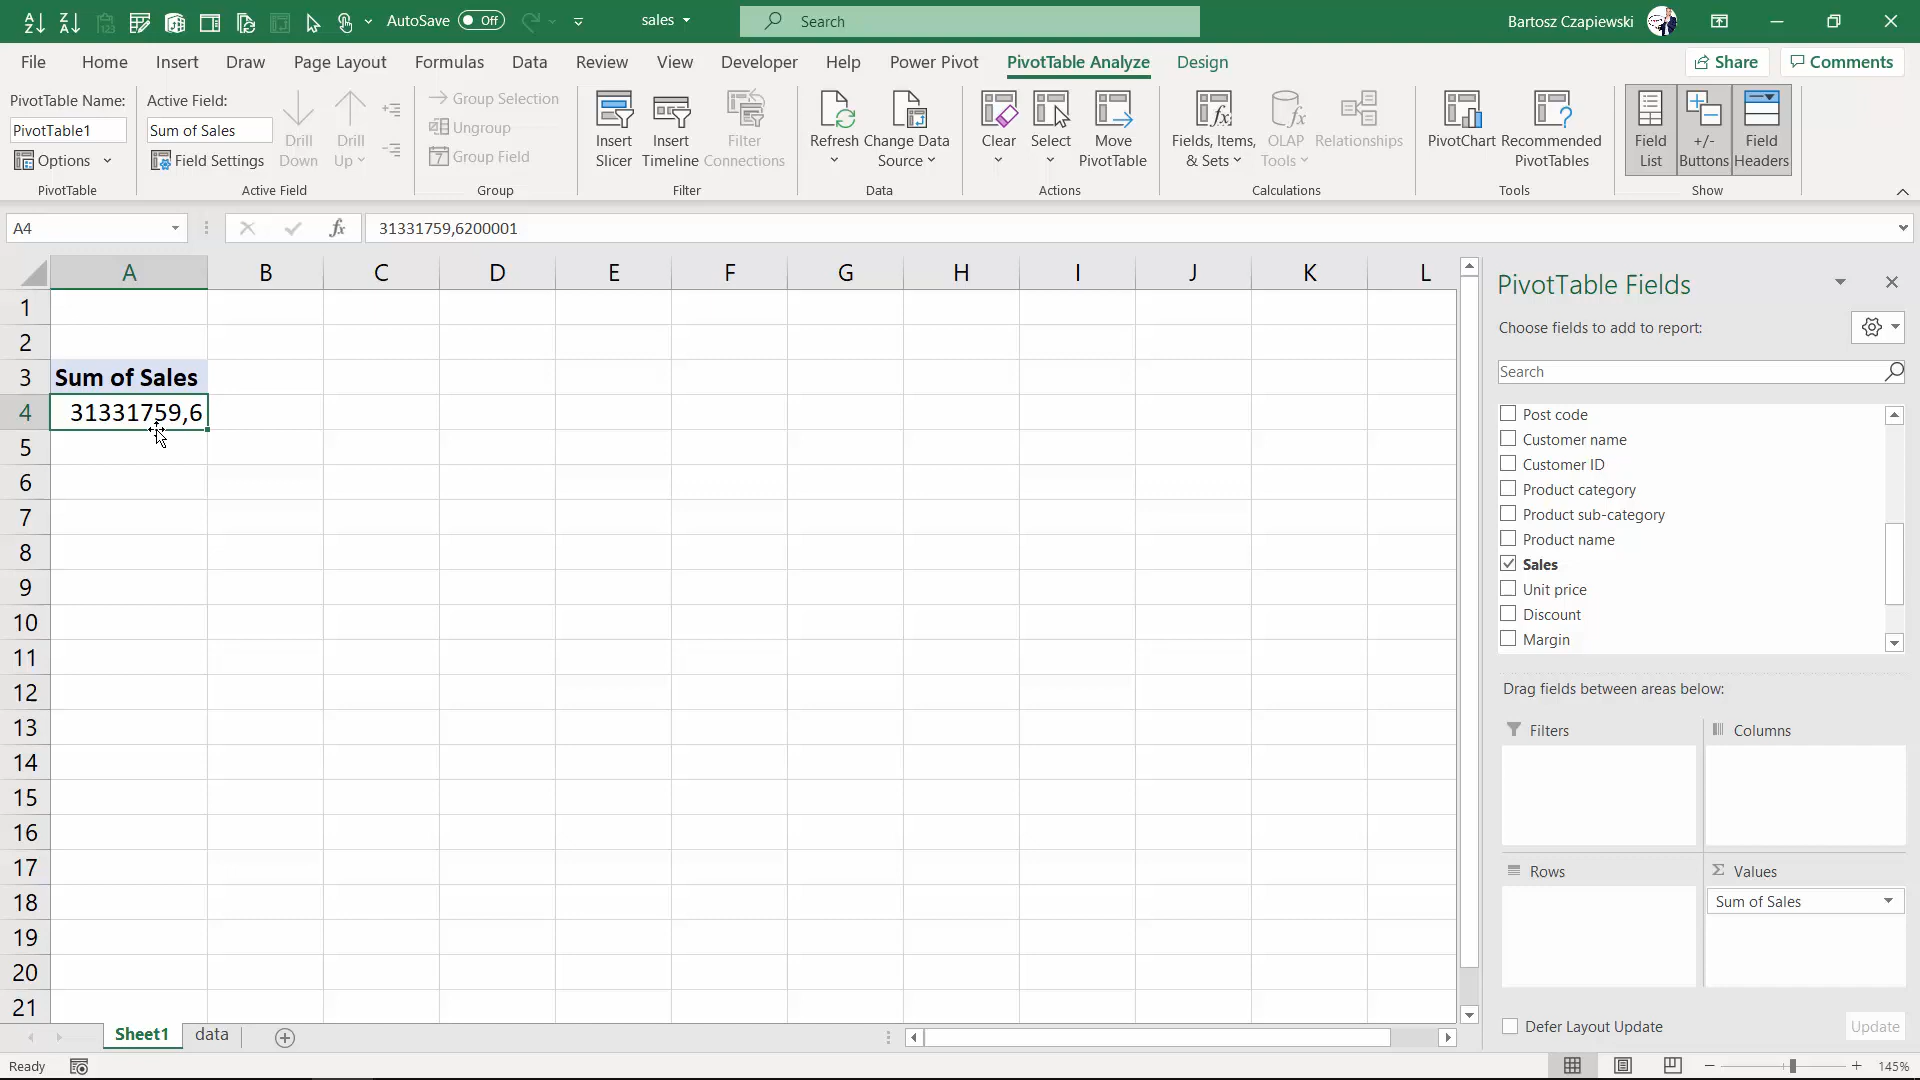 AutoSave Off sales Search Bartosz Czapiewski
File Home Insert Draw Page Layout Formulas Data Review View Developer Help Power Pivot PivotTable Analyze Design Share Comments
PivotTable Name:
PivotTable1
Options
PivotTable
Active Field:
Sum of Sales
Field Settings
Drill Down
Drill Up
Active Field
Group Selection
Ungroup
Group Field
Group
Insert Slicer
Insert Timeline
Filter Connections
Filter
Refresh
Change Data Source
Data
Clear
Select
Move PivotTable
Actions
Fields, Items, & Sets
OLAP Tools
Relationships
Calculations
PivotChart
Recommended PivotTables
Tools
Field List
+/- Buttons
Field Headers
Show
A4 fx 31331759,6200001
A B C D E F G H I J K L
1
2
3 Sum of Sales
4 31331759,6
5
6
7
8
9
10
11
12
13
14
15
16
17
18
19
20
21
PivotTable Fields
Choose fields to add to report:
Search
Post code
Customer name
Customer ID
Product category
Product sub-category
Product name
Sales
Unit price
Discount
Margin
Drag fields between areas below:
Filters
Columns
Rows
Σ Values
Sum of Sales
Defer Layout Update Update
Sheet1 data
Ready 145%